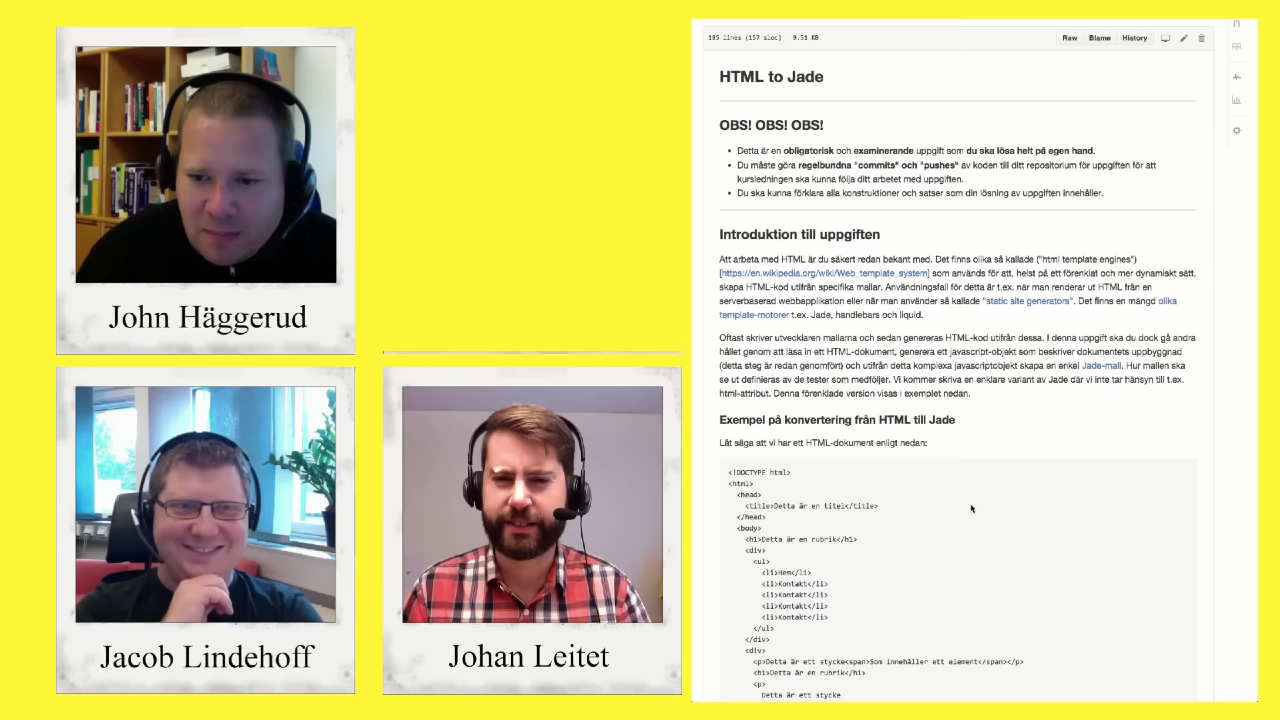 John Häggerud
Jacob Lindehoff
Johan Leitet
185 lines (157 sloc) 9.51 KB
Raw Blame History
HTML to Jade
OBS! OBS! OBS!
Detta är en obligatorisk och examinerande uppgift som du ska lösa helt på egen hand.
Du måste göra regelbundna "commits" och "pushes" av koden till ditt repositorium för uppgiften för att
kursledningen ska kunna följa ditt arbetet med uppgiften.
Du ska kunna förklara alla konstruktioner och satser som din lösning av uppgiften innehåller.
Introduktion till uppgiften
Att arbeta med HTML är du säkert redan bekant med. Det finns olika så kallade ("html template engines")
[https://en.wikipedia.org/wiki/Web_template_system] som används för att, helst på ett förenklat och mer dynamiskt sätt,
skapa HTML-kod utifrån specifika mallar. Användningsfall för detta är t.ex. när man renderar ut HTML från en
serverbaserad webbapplikation eller när man använder så kallade "static site generators". Det finns en mängd olika
template-motorer t.ex. Jade, handlebars och liquid.
Oftast skriver utvecklaren mallarna och sedan genereras HTML-kod utifrån dessa. I denna uppgift ska du dock gå andra
hållet genom att läsa in ett HTML-dokument, generera ett javascript-objekt som beskriver dokumentets uppbyggnad
(detta steg är redan genomfört) och utifrån detta komplexa javascriptobjekt skapa en enkel Jade-mall. Hur mallen ska
se ut definieras av de tester som medföljer. Vi kommer skriva en enklare variant av Jade där vi inte tar hänsyn till t.ex.
html-attribut. Denna förenklade version visas i exemplet nedan.
Exempel på konvertering från HTML till Jade
Låt säga att vi har ett HTML-dokument enligt nedan:
<!DOCTYPE html>
<html>
<head>
<title>Detta är en titel</title>
</head>
<body>
<h1>Detta är en rubrik</h1>
<div>
<ul>
<li>Hem</li>
<li>Kontakt</li>
<li>Kontakt</li>
<li>Kontakt</li>
<li>Kontakt</li>
</ul>
</div>
<div>
<p>Detta är ett stycke<span>Som innehåller ett element</span></p>
<h1>Detta är en rubrik</h1>
<p>
Detta är ett stycke